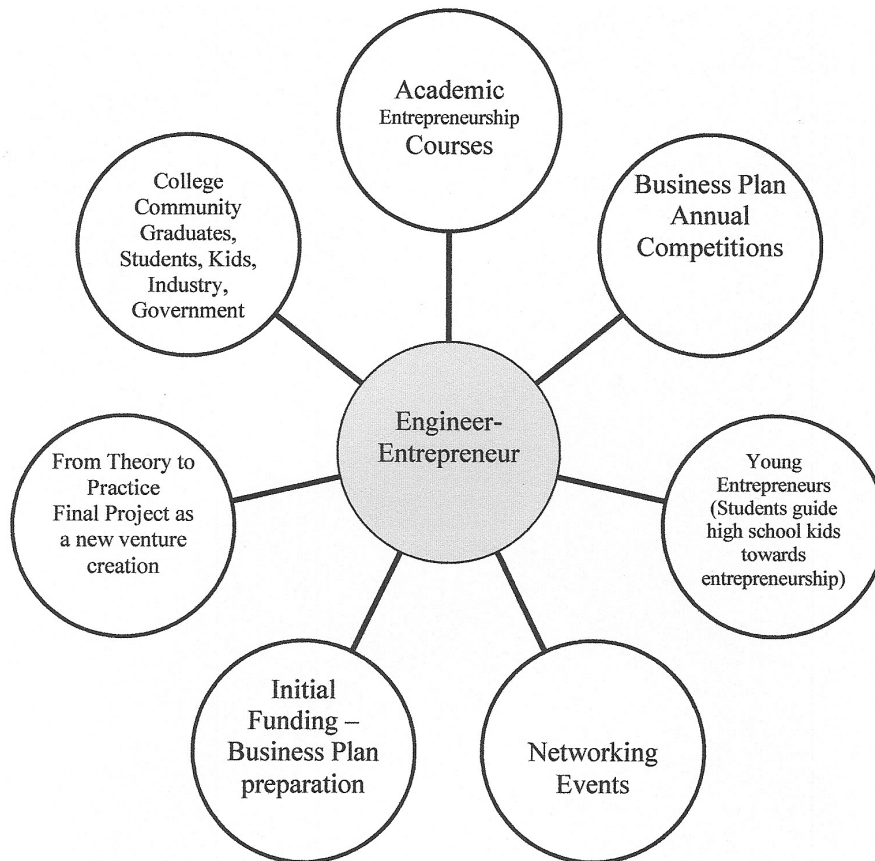 Academic
Entrepreneurship
Courses
Business Plan
Annual
Competitions
Young
Entrepreneurs
(Students guide
high school kids
towards
entrepreneurship)
Networking
Events
Initial
Funding –
Business Plan
preparation
From Theory to
Practice
Final Project as
a new venture
creation
College
Community
Graduates,
Students, Kids,
Industry,
Government
Engineer-
Entrepreneur